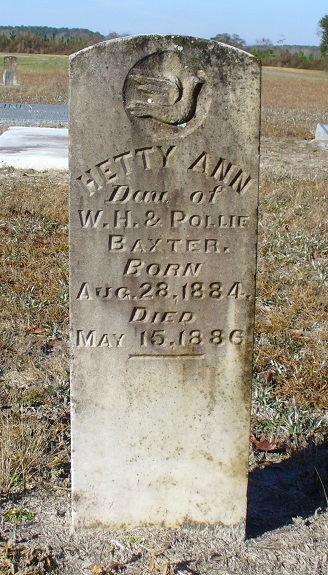 HETTY ANN
Dau of
W. H. & POLLIE
BAXTER.
BORN
AUG. 28, 1884.
DIED
MAY 15, 1886